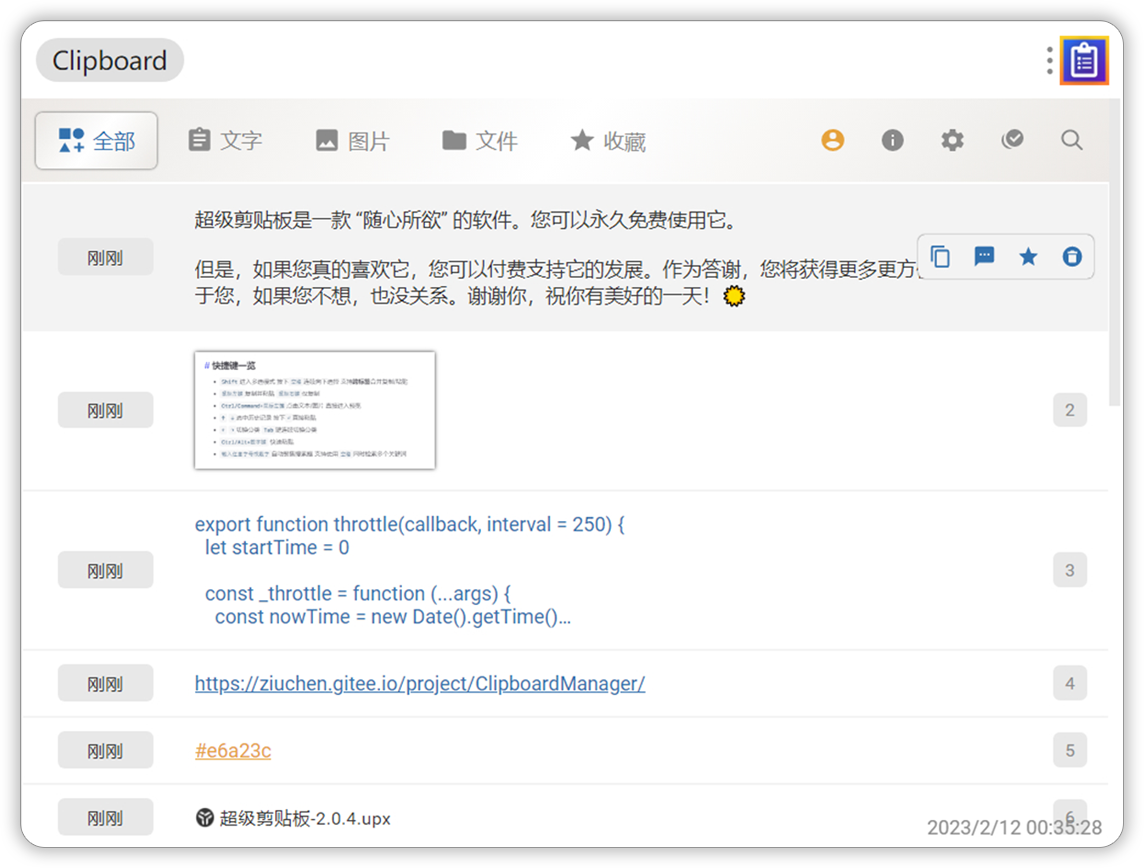 Clipboard
全部
文字
图片
文件
收藏
刚刚
超级剪贴板是一款 “随心所欲” 的软件。您可以永久免费使用它。
但是，如果您真的喜欢它，您可以付费支持它的发展。作为答谢，您将获得更多更方
于您，如果您不想，也没关系。谢谢你，祝你有美好的一天！
刚刚
# 快捷键一览
2
刚刚
export function throttle(callback, interval = 250) {
let startTime = 0
const _throttle = function (...args) {
const nowTime = new Date().getTime()...
3
刚刚
https://ziuchen.gitee.io/project/ClipboardManager/
4
刚刚
#e6a23c
5
刚刚
超级剪贴板-2.0.4.upx
6
2023/2/12 00:35:28